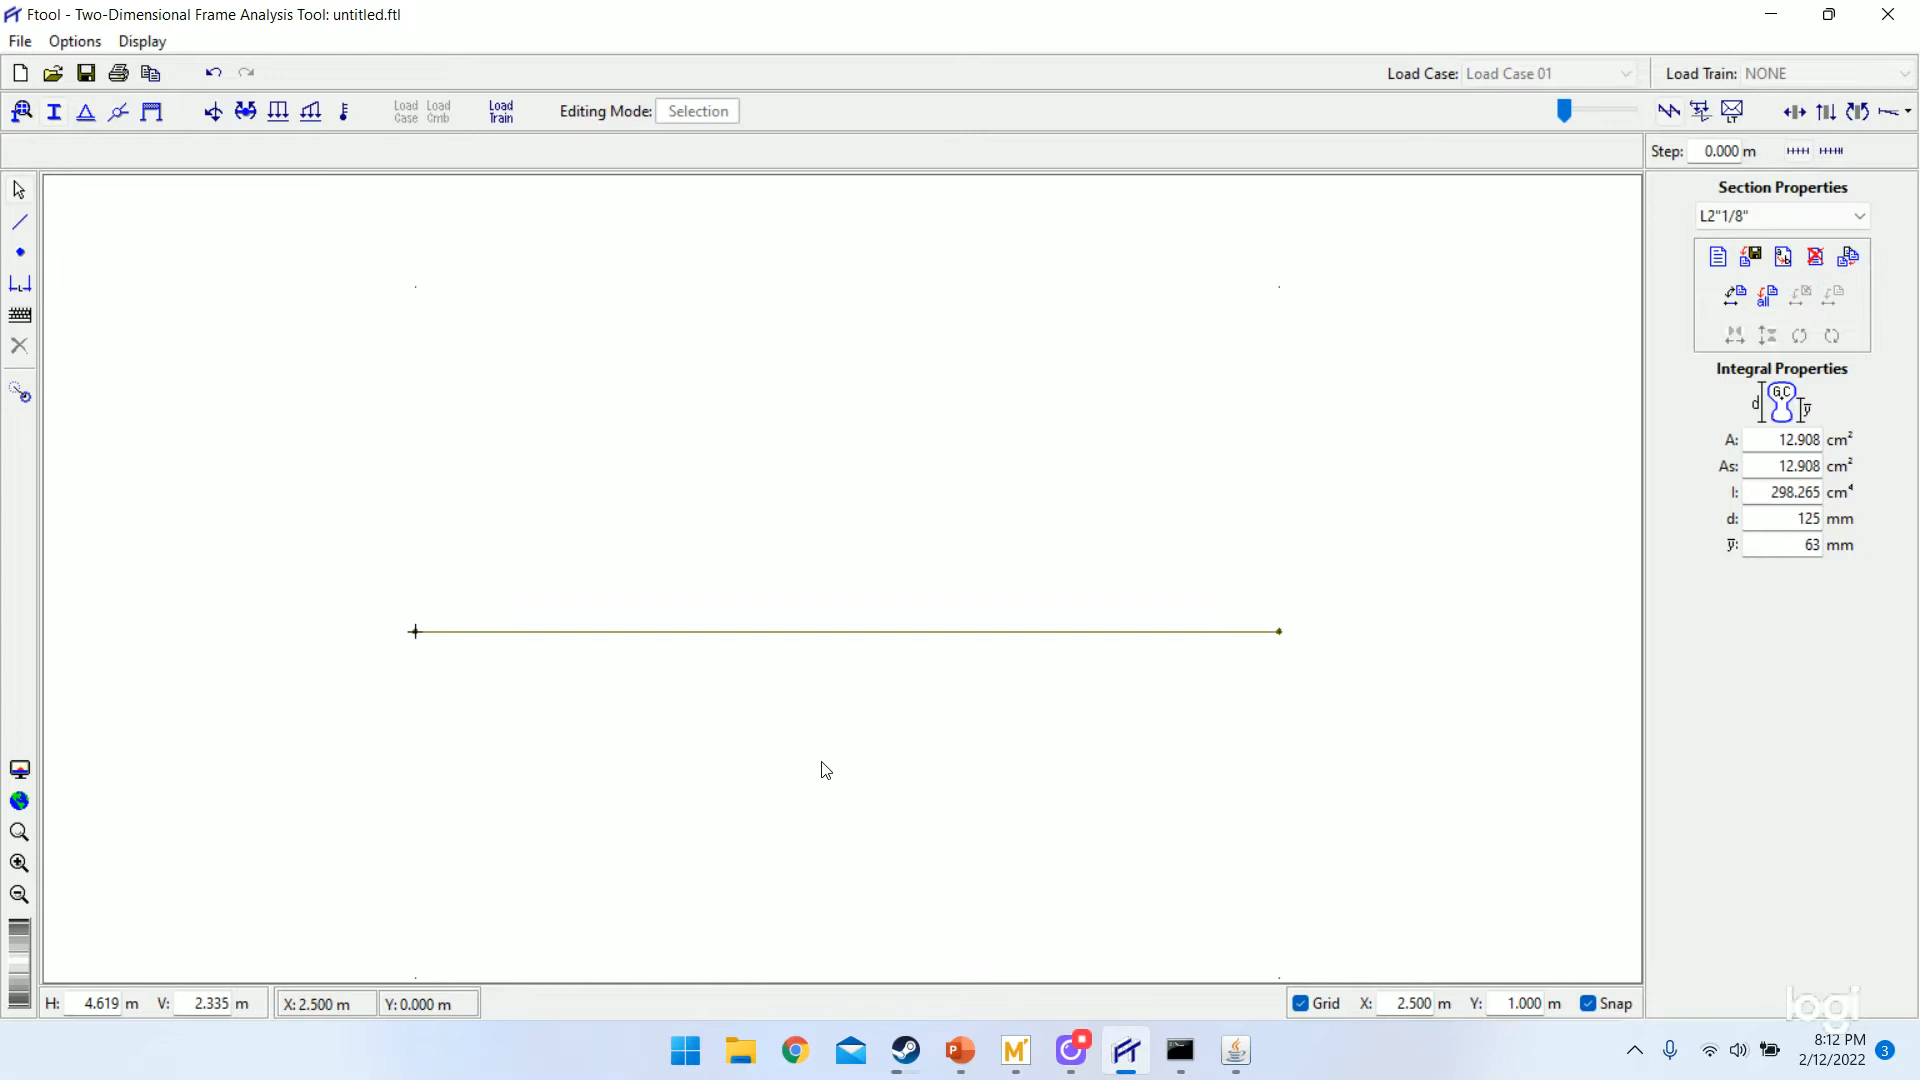 Ftool - Two-Dimensional Frame Analysis Tool: untitled.ftl
File Options Display
Load Case: Load Case 01 Load Train: NONE
Load Case Load Cmb Load Train Editing Mode: Selection LT
Step: 0.000 m
Section Properties
L2"1/8"
all
Integral Properties
d G.C y̅
A: 12.908 cm²
As: 12.908 cm²
I: 298.265 cm⁴
d: 125 mm
y̅: 63 mm
H: 4.619 m V: 2.335 m X: 2.500 m Y: 0.000 m Grid X: 2.500 m Y: 1.000 m Snap
logi
8:12 PM
2/12/2022 3